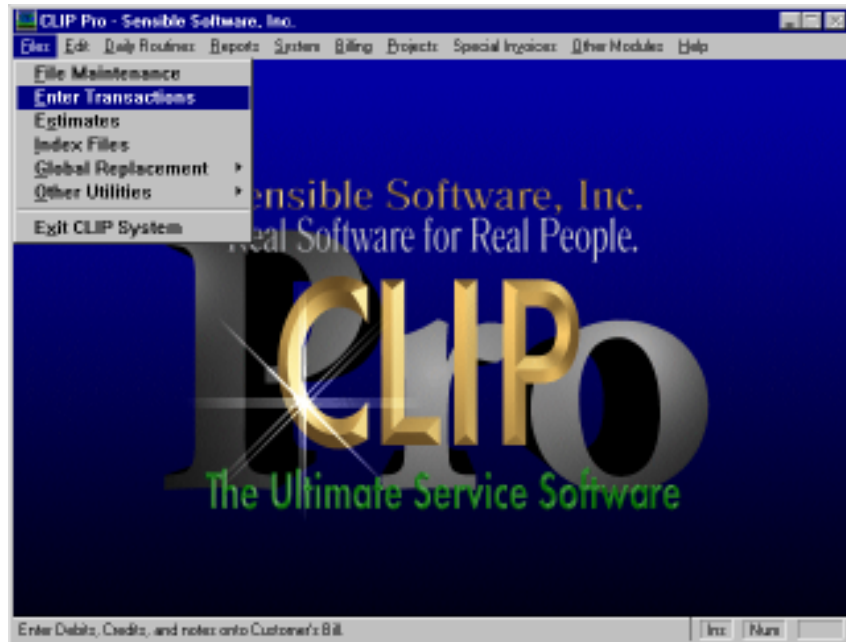 CLIP Pro - Sensible Software, Inc.
Files Edit Daily Routines Reports System Billing Projects Special Invoices Other Modules Help
File Maintenance
Enter Transactions
Estimates
Index Files
Global Replacement
Other Utilities
Exit CLIP System
ensible Software, Inc.
Real Software for Real People.
Pro
CLIP
The Ultimate Service Software
Enter Debits, Credits, and notes onto Customer's Bill. Ins Num